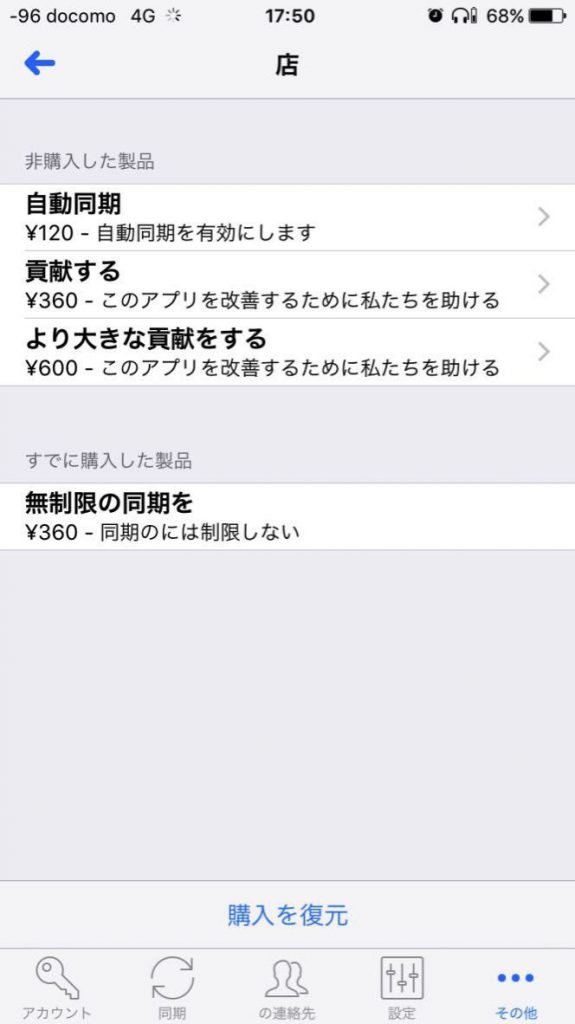 -96 docomo 4G 17:50 68%
店
非購入した製品
自動同期
¥120 - 自動同期を有効にします
貢献する
¥360 - このアプリを改善するために私たちを助ける
より大きな貢献をする
¥600 - このアプリを改善するために私たちを助ける
すでに購入した製品
無制限の同期を
¥360 - 同期のには制限しない
購入を復元
アカウント 同期 の連絡先 設定 その他